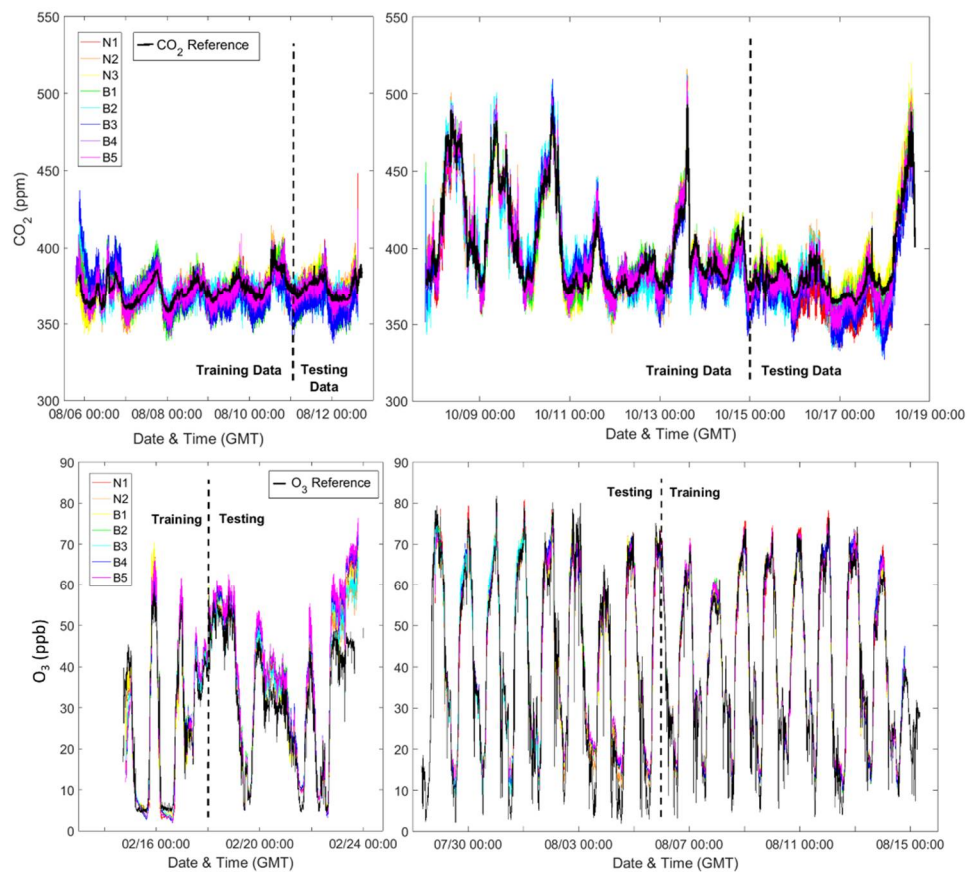 550
500
450
400
350
300
CO2 (ppm)
N1
N2
N3
B1
B2
B3
B4
B5
CO2 Reference
Training Data
Testing Data
08/06 00:00
08/08 00:00
08/10 00:00
08/12 00:00
Date & Time (GMT)
550
500
450
400
350
300
Training Data
Testing Data
10/09 00:00
10/11 00:00
10/13 00:00
10/15 00:00
10/17 00:00
10/19 00:00
Date & Time (GMT)
90
80
70
60
50
40
30
20
10
0
O3 (ppb)
N1
N2
B1
B2
B3
B4
B5
O3 Reference
Training
Testing
02/16 00:00
02/20 00:00
02/24 00:00
Date & Time (GMT)
90
80
70
60
50
40
30
20
10
0
Testing
Training
07/30 00:00
08/03 00:00
08/07 00:00
08/11 00:00
08/15 00:00
Date & Time (GMT)